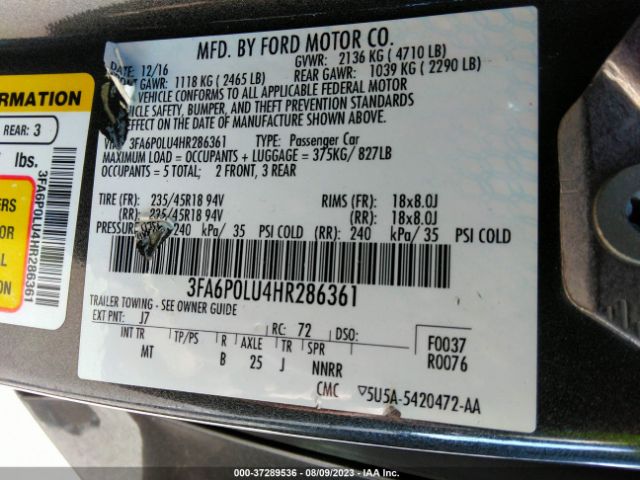 MFD. BY FORD MOTOR CO.
DATE: 12/16 GVWR: 2136 KG ( 4710 LB)
FRONT GAWR: 1118 KG ( 2465 LB) REAR GAWR: 1039 KG ( 2290 LB)
VEHICLE CONFORMS TO ALL APPLICABLE FEDERAL MOTOR
VEHICLE SAFETY, BUMPER, AND THEFT PREVENTION STANDARDS
EFFECT ON THE DATE OF MANUFACTURE SHOWN ABOVE.
VIN: 3FA6P0LU4HR286361 TYPE: Passenger Car
MAXIMUM LOAD = OCCUPANTS + LUGGAGE = 375KG/ 827LB
OCCUPANTS = 5 TOTAL; 2 FRONT, 3 REAR
TIRE (FR): 235/45R18 94V RIMS (FR): 18x8.0J
(RR): 235/45R18 94V (RR): 18x8.0J
PRESSURE 240 kPa/ 35 PSI COLD (RR): 240 kPa/ 35 PSI COLD
3FA6P0LU4HR286361
TRAILER TOWING - SEE OWNER GUIDE
EXT PNT: J7 RC: 72 DSO:
INT TR TP/PS R AXLE TR SPR
MT B 25 J NNRR
F0037
R0076
CMC ▽5U5A-5420472-AA
ORMATION
REAR: 3
lbs.
3FA6P0LU4HR286361
ERS
OR
000-37289536 - 08/09/2023 - IAA Inc.